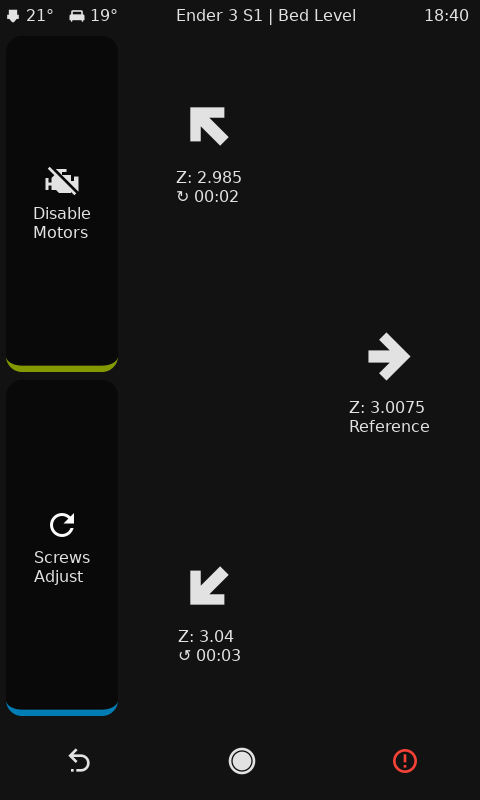 21° 19° Ender 3 S1 | Bed Level 18:40
Disable
Motors
Z: 2.985
↻ 00:02
Z: 3.0075
Reference
Screws
Adjust
Z: 3.04
↺ 00:03